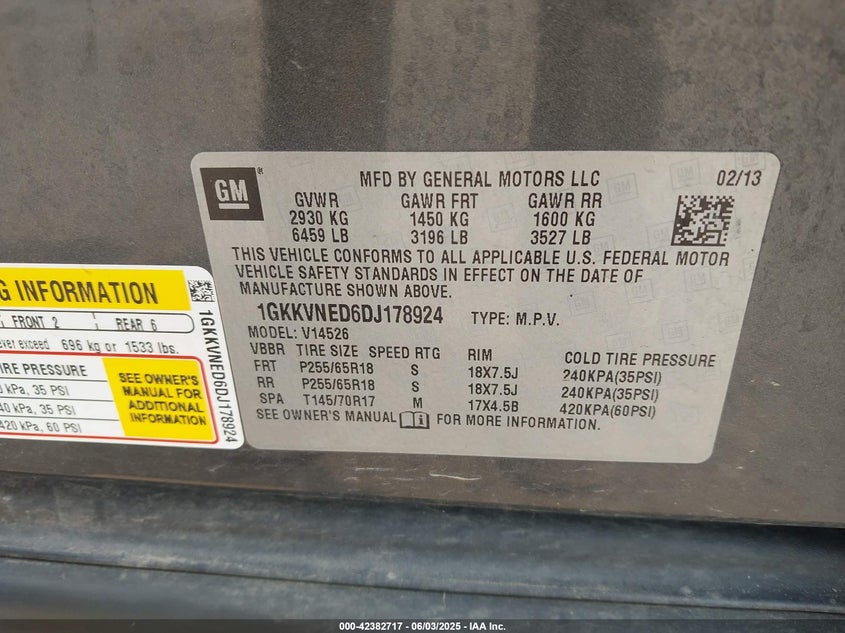 GM
MFD BY GENERAL MOTORS LLC 02/13
GVWR GAWR FRT GAWR RR
2930 KG 1450 KG 1600 KG
6459 LB 3196 LB 3527 LB
THIS VEHICLE CONFORMS TO ALL APPLICABLE U.S. FEDERAL MOTOR
VEHICLE SAFETY STANDARDS IN EFFECT ON THE DATE OF
MANUFACTURE SHOWN ABOVE.
1GKKVNED6DJ178924 TYPE: M.P.V.
MODEL: V14526
VBBR TIRE SIZE SPEED RTG RIM COLD TIRE PRESSURE
FRT P255/65R18 S 18X7.5J 240KPA(35PSI)
RR P255/65R18 S 18X7.5J 240KPA(35PSI)
SPA T145/70R17 M 17X4.5B 420KPA(60PSI)
SEE OWNER'S MANUAL FOR MORE INFORMATION.
G INFORMATION
FRONT 2 REAR 6
ever exceed 696 kg or 1533 lbs.
RE PRESSURE
kPa, 35 PSI
40 kPa, 35 PSI
420 kPa, 60 PSI
SEE OWNER'S
MANUAL FOR
ADDITIONAL
INFORMATION
1GKKVNED6DJ178924
000-42382717 - 06/03/2025 - IAA Inc.